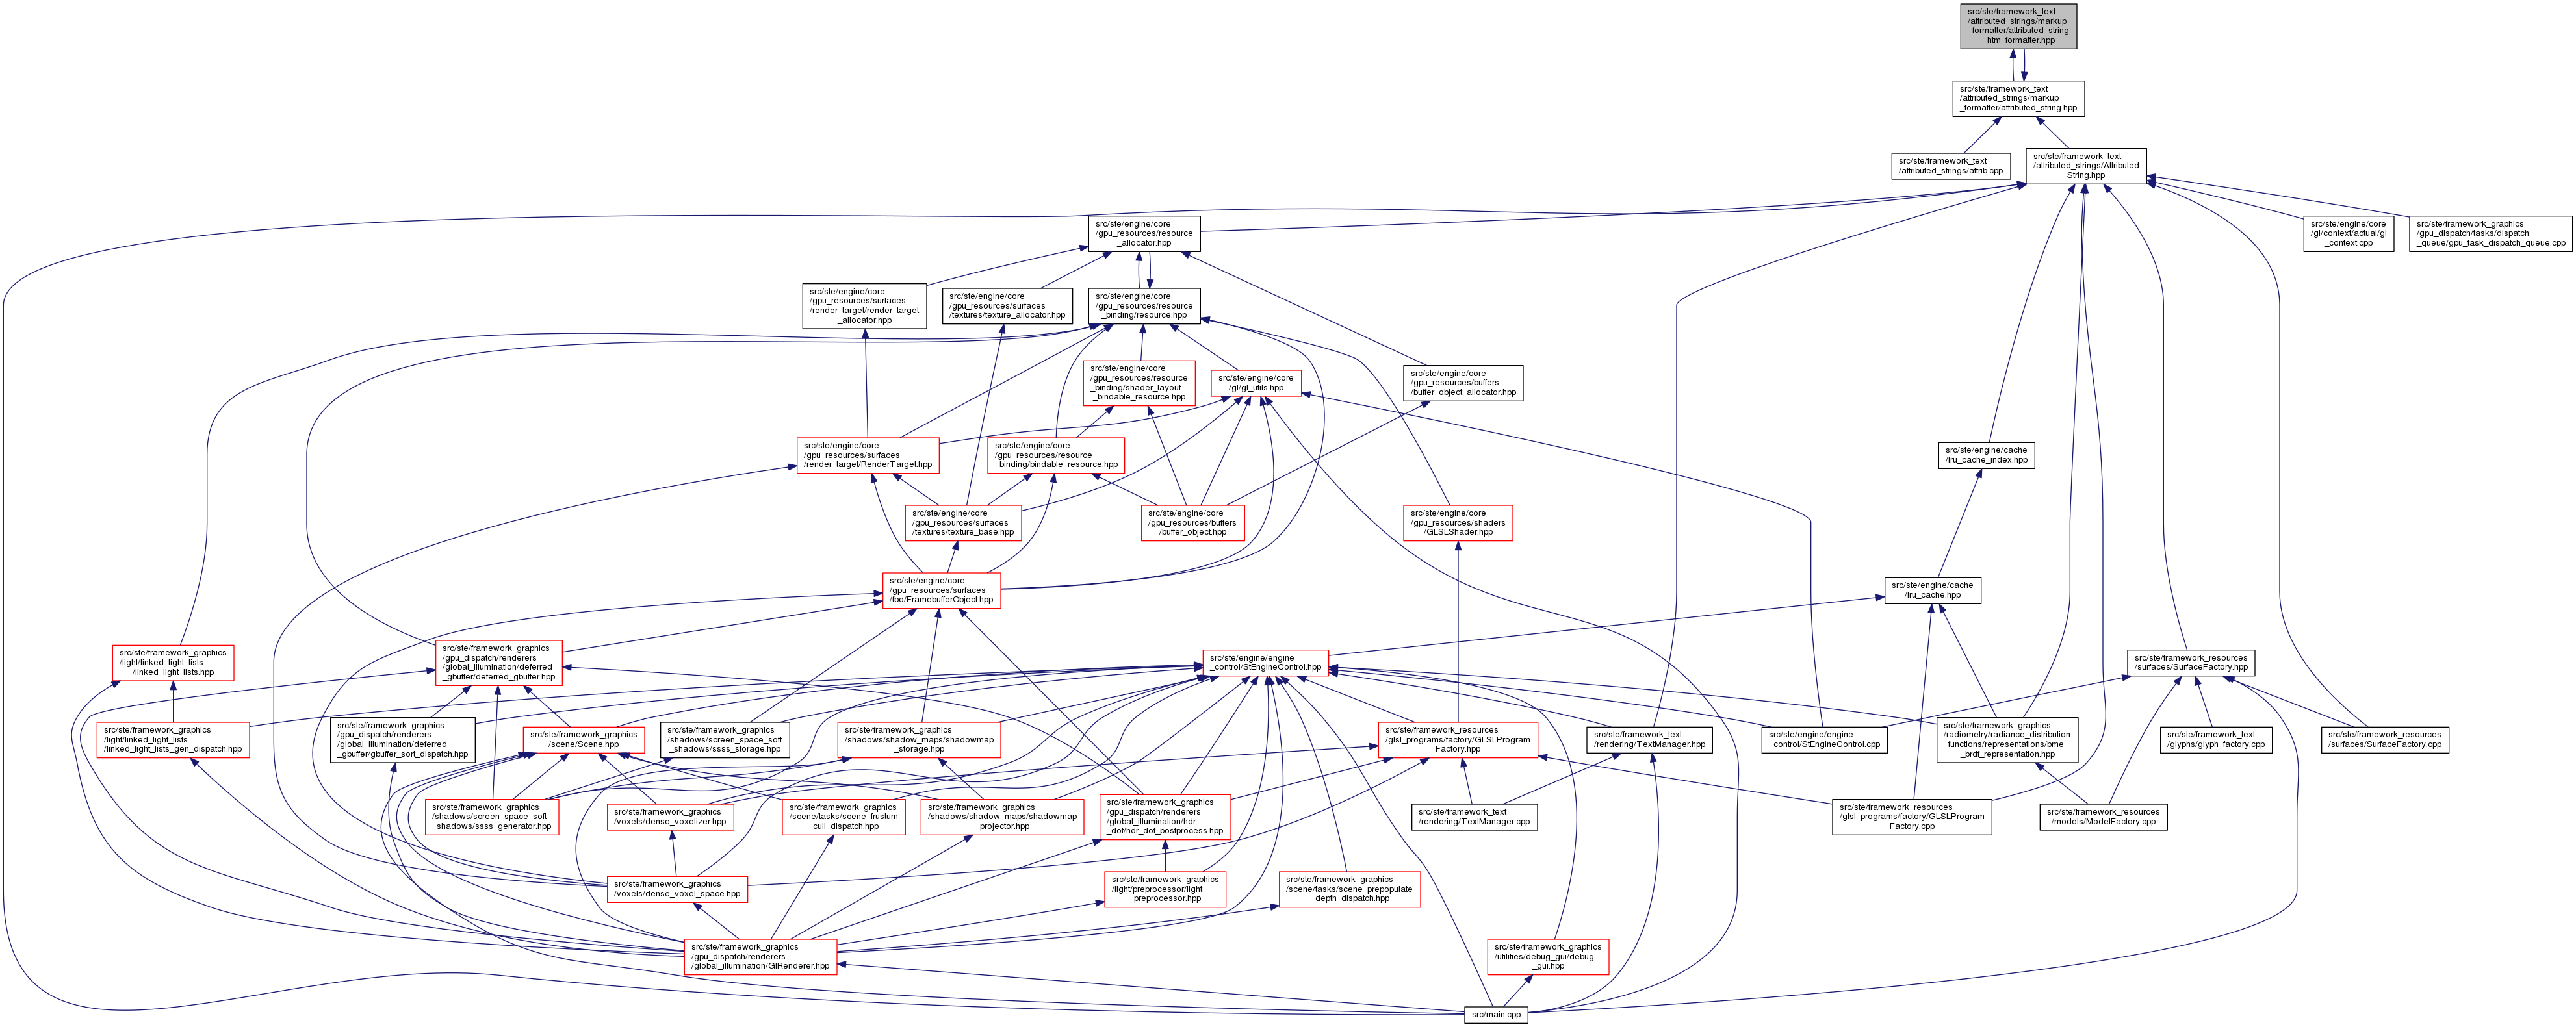 src/ste/framework_text
/attributed_strings/markup
_formatter/attributed_string
_htm_formatter.hpp
src/ste/framework_text
/attributed_strings/markup
_formatter/attributed_string.hpp
src/ste/framework_text
/attributed_strings/attrib.cpp
src/ste/framework_text
/attributed_strings/Attributed
String.hpp
src/ste/engine/core
/gpu_resources/resource
_allocator.hpp
src/ste/engine/core
/gl/context/actual/gl
_context.cpp
src/ste/framework_graphics
/gpu_dispatch/tasks/dispatch
_queue/gpu_task_dispatch_queue.cpp
src/ste/engine/core
/gpu_resources/surfaces
/render_target/render_target
_allocator.hpp
src/ste/engine/core
/gpu_resources/surfaces
/textures/texture_allocator.hpp
src/ste/engine/core
/gpu_resources/resource
_binding/resource.hpp
src/ste/engine/core
/gpu_resources/resource
_binding/shader_layout
_bindable_resource.hpp
src/ste/engine/core
/gl/gl_utils.hpp
src/ste/engine/core
/gpu_resources/buffers
/buffer_object_allocator.hpp
src/ste/engine/core
/gpu_resources/surfaces
/render_target/RenderTarget.hpp
src/ste/engine/core
/gpu_resources/resource
_binding/bindable_resource.hpp
src/ste/engine/cache
/lru_cache_index.hpp
src/ste/engine/core
/gpu_resources/surfaces
/textures/texture_base.hpp
src/ste/engine/core
/gpu_resources/buffers
/buffer_object.hpp
src/ste/engine/core
/gpu_resources/shaders
/GLSLShader.hpp
src/ste/engine/core
/gpu_resources/surfaces
/fbo/FramebufferObject.hpp
src/ste/engine/cache
/lru_cache.hpp
src/ste/framework_graphics
/light/linked_light_lists
/linked_light_lists.hpp
src/ste/framework_graphics
/gpu_dispatch/renderers
/global_illumination/deferred
_gbuffer/deferred_gbuffer.hpp
src/ste/engine/engine
_control/StEngineControl.hpp
src/ste/framework_resources
/surfaces/SurfaceFactory.hpp
src/ste/framework_graphics
/light/linked_light_lists
/linked_light_lists_gen_dispatch.hpp
src/ste/framework_graphics
/gpu_dispatch/renderers
/global_illumination/deferred
_gbuffer/gbuffer_sort_dispatch.hpp
src/ste/framework_graphics
/scene/Scene.hpp
src/ste/framework_graphics
/shadows/screen_space_soft
_shadows/ssss_storage.hpp
src/ste/framework_graphics
/shadows/shadow_maps/shadowmap
_storage.hpp
src/ste/framework_resources
/glsl_programs/factory/GLSLProgram
Factory.hpp
src/ste/framework_text
/rendering/TextManager.hpp
src/ste/engine/engine
_control/StEngineControl.cpp
src/ste/framework_graphics
/radiometry/radiance_distribution
_functions/representations/bme
_brdf_representation.hpp
src/ste/framework_text
/glyphs/glyph_factory.cpp
src/ste/framework_resources
/surfaces/SurfaceFactory.cpp
src/ste/framework_graphics
/shadows/screen_space_soft
_shadows/ssss_generator.hpp
src/ste/framework_graphics
/voxels/dense_voxelizer.hpp
src/ste/framework_graphics
/scene/tasks/scene_frustum
_cull_dispatch.hpp
src/ste/framework_graphics
/shadows/shadow_maps/shadowmap
_projector.hpp
src/ste/framework_graphics
/gpu_dispatch/renderers
/global_illumination/hdr
_dof/hdr_dof_postprocess.hpp
src/ste/framework_text
/rendering/TextManager.cpp
src/ste/framework_resources
/glsl_programs/factory/GLSLProgram
Factory.cpp
src/ste/framework_resources
/models/ModelFactory.cpp
src/ste/framework_graphics
/voxels/dense_voxel_space.hpp
src/ste/framework_graphics
/light/preprocessor/light
_preprocessor.hpp
src/ste/framework_graphics
/scene/tasks/scene_prepopulate
_depth_dispatch.hpp
src/ste/framework_graphics
/gpu_dispatch/renderers
/global_illumination/GIRenderer.hpp
src/ste/framework_graphics
/utilities/debug_gui/debug
_gui.hpp
src/main.cpp